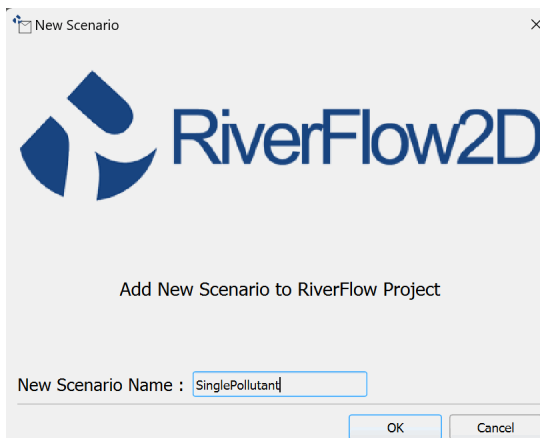 New Scenario
RiverFlow2D
Add New Scenario to RiverFlow Project
New Scenario Name : SinglePollutant
OK Cancel